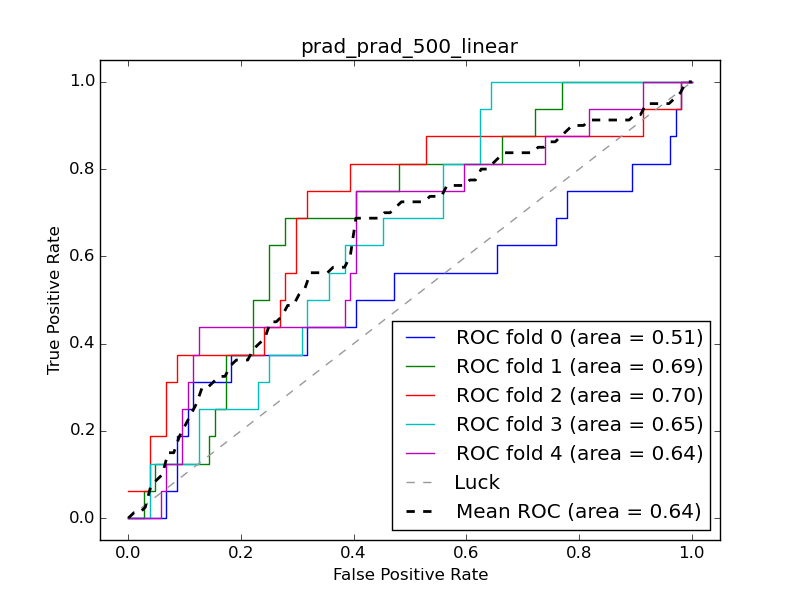 prad_prad_500_linear
True Positive Rate
1.0
0.8
0.6
0.4
0.2
0.0
ROC fold 0 (area = 0.51)
ROC fold 1 (area = 0.69)
ROC fold 2 (area = 0.70)
ROC fold 3 (area = 0.65)
ROC fold 4 (area = 0.64)
Luck
Mean ROC (area = 0.64)
0.0 0.2 0.4 0.6 0.8 1.0
False Positive Rate